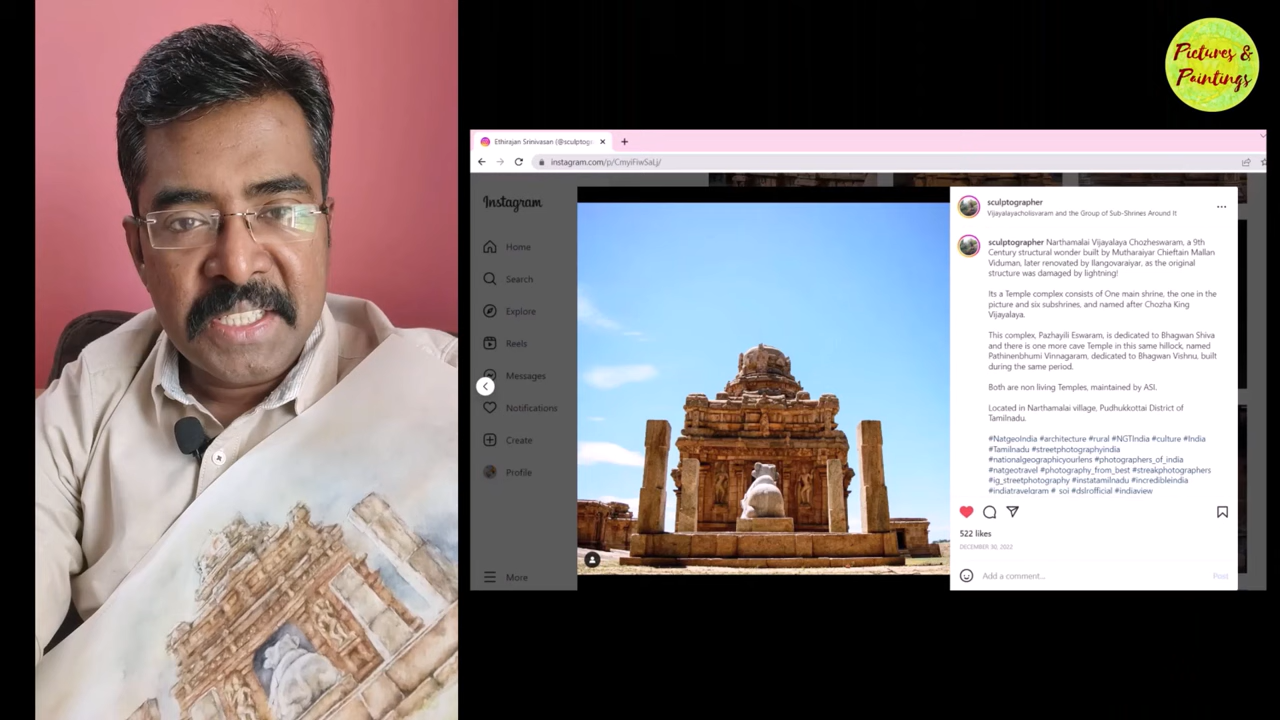 Pictures &
Paintings
Ethirajan Srinivasan (@sculptog
instagram.com/p/CmyiFiwSaLj/
Instagram
Home
Search
Explore
Reels
Messages
Notifications
Create
Profile
More
sculptographer
Vijayalayacholisvaram and the Group of Sub-Shrines Around It
sculptographer Narthamalai Vijayalaya Chozheswaram, a 9th
Century structural wonder built by Mutharaiyar Chieftain Mallan
Viduman, later renovated by Ilangovaraiyar, as the original
structure was damaged by lightning!
Its a Temple complex consists of One main shrine, the one in the
picture and six subshrines, and named after Chozha King
Vijayalaya.
This complex, Pazhayili Eswaram, is dedicated to Bhagwan Shiva
and there is one more cave Temple in this same hillock, named
Pathinenbhumi Vinnagaram, dedicated to Bhagwan Vishnu, built
during the same period.
Both are non living Temples, maintained by ASI.
Located in Narthamalai village, Pudhukkottai District of
Tamilnadu.
#NatgeoIndia #architecture #rural #NGTIndia #culture #India
#Tamilnadu #streetphotographyindia
#nationalgeographicyourlens #photographers_of_india
#natgeotravel #photography_from_best #streakphotographers
#ig_streetphotography #instatamilnadu #incredibleindia
#indiatravelgram #_soi #dslrofficial #indiaview
522 likes
DECEMBER 30, 2022
Add a comment...
Post